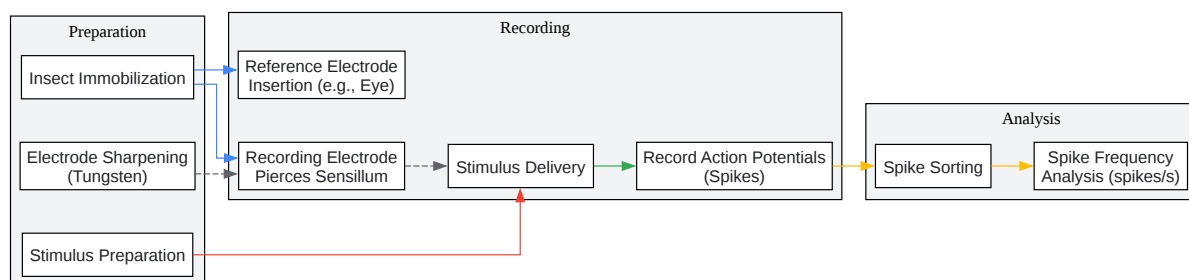 Preparation
Insect Immobilization
Electrode Sharpening
(Tungsten)
Stimulus Preparation
Recording
Reference Electrode
Insertion (e.g., Eye)
Recording Electrode
Pierces Sensillum
Stimulus Delivery
Record Action Potentials
(Spikes)
Analysis
Spike Sorting
Spike Frequency
Analysis (spikes/s)